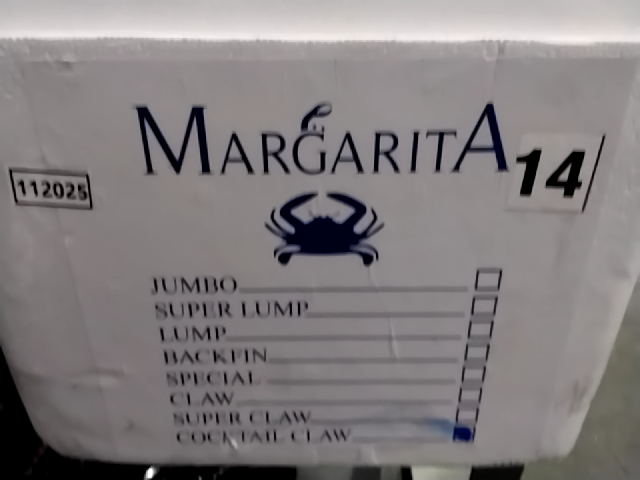 MARGARITA
14
112025
JUMBO
SUPER LUMP
LUMP
BACKFIN
SPECIAL
CLAW
SUPER CLAW
COCKTAIL CLAW